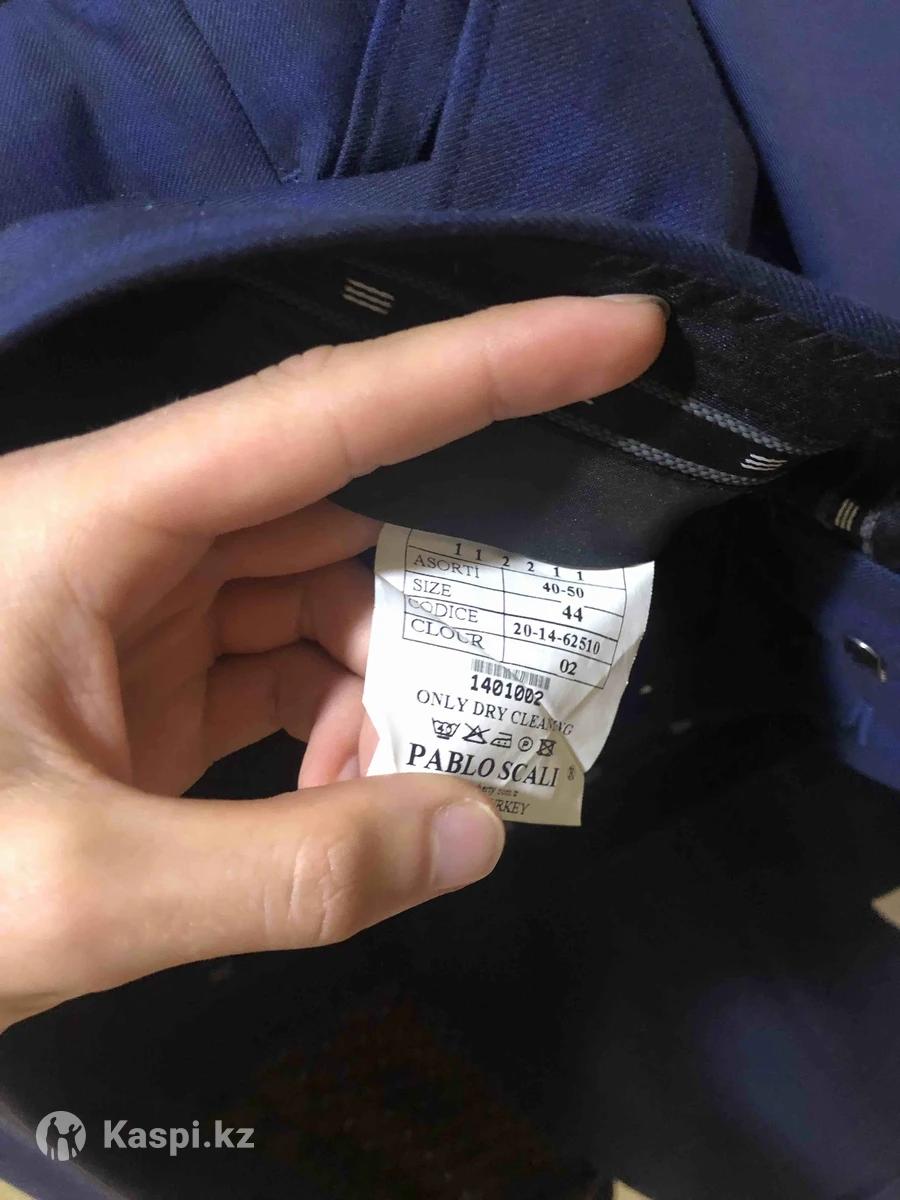 1 1 2 2 1 1
ASORTİ 40-50
SIZE 44
CODICE 20-14-62510
CLOUR 02
1401002
ONLY DRY CLEANING
PABLO SCALI ®
Kaspi.kz